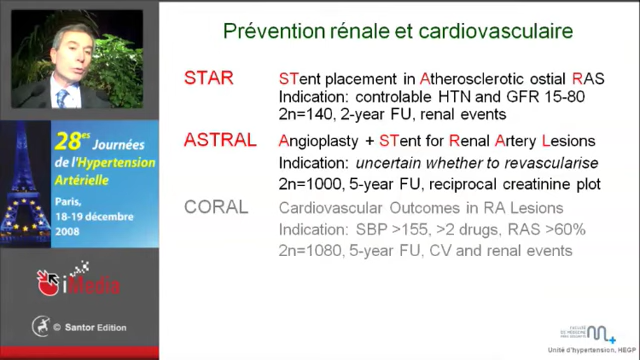 Prévention rénale et cardiovasculaire
STAR
STent placement in Atherosclerotic ostial RAS
Indication: controlable HTN and GFR 15-80
2n=140, 2-year FU, renal events
ASTRAL
Angioplasty + STent for Renal Artery Lesions
Indication: uncertain whether to revascularise
2n=1000, 5-year FU, reciprocal creatinine plot
CORAL
Cardiovascular Outcomes in RA Lesions
Indication: SBP >155, >2 drugs, RAS >60%
2n=1080, 5-year FU, CV and renal events
28es Journées
de l'Hypertension
Artérielle
Paris,
18-19 décembre
2008
iMedia
© Santor Edition
FACULTÉ
DE MÉDECINE
Unité d'hypertension, HEGP